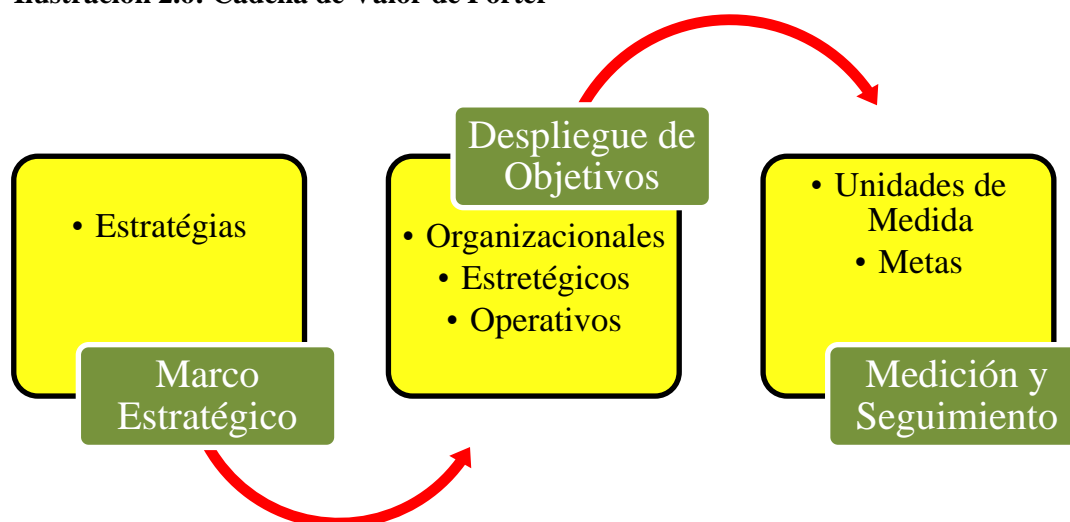 Ilustración Cadena de Valor de Porter
• Estratégias
Marco
Estratégico
Despliegue de
Objetivos
• Organizacionales
• Estretégicos
• Operativos
• Unidades de
Medida
• Metas
Medición y
Seguimiento